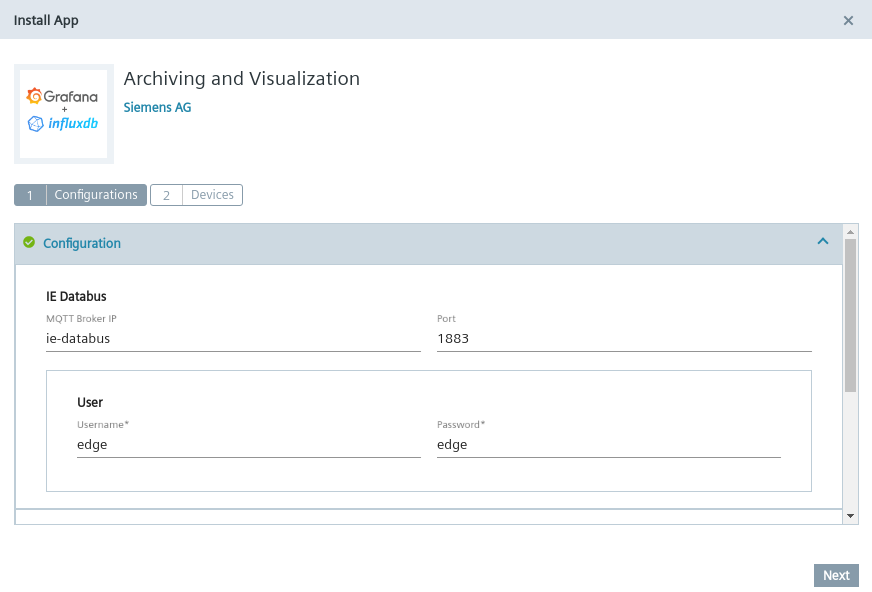 Install App
Grafana
+
influxdb
Archiving and Visualization
Siemens AG
1 Configurations 2 Devices
Configuration
IE Databus
MQTT Broker IP Port
ie-databus 1883
User
Username* Password*
edge edge
Next